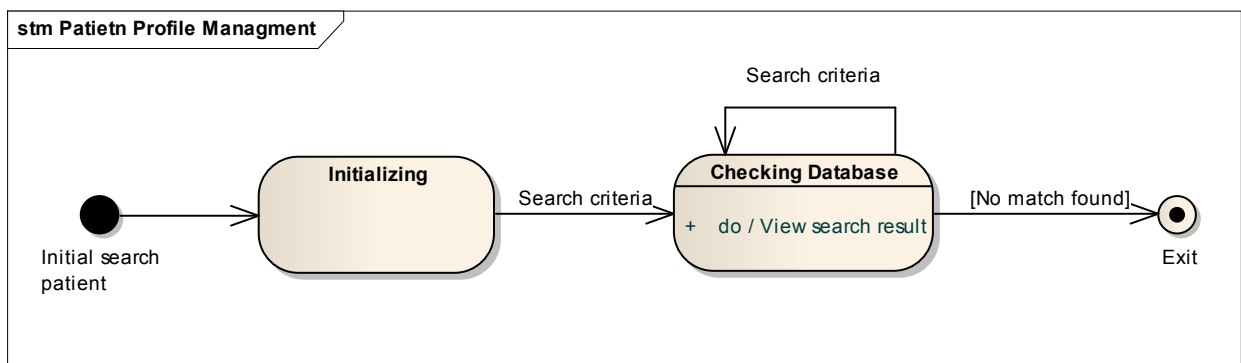 stm Patietn Profile Managment
Search criteria
Initializing
Checking Database
Search criteria
[No match found]
+ do / View search result
Initial search
patient
Exit